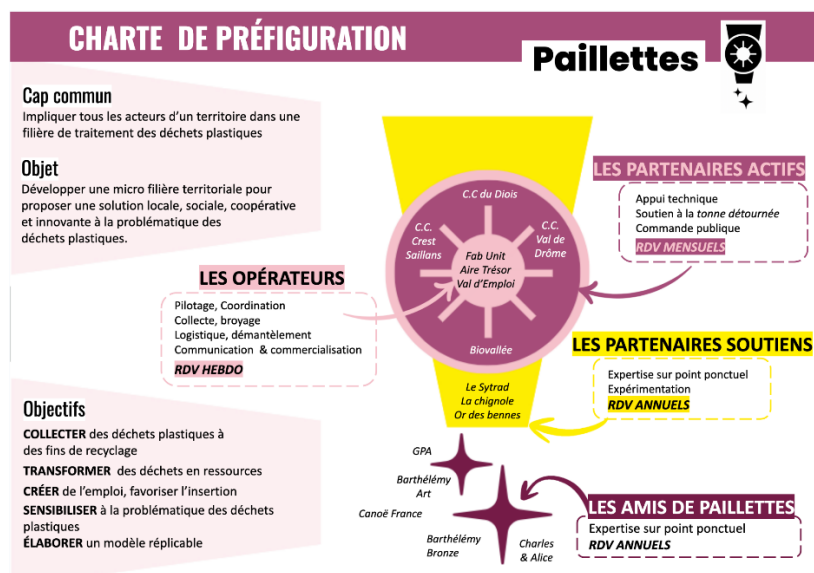 CHARTE DE PRÉFIGURATION
Paillettes
Cap commun
Impliquer tous les acteurs d'un territoire dans une
filière de traitement des déchets plastiques
Objet
Développer une micro filière territoriale pour
proposer une solution locale, sociale, coopérative
et innovante à la problématique des
déchets plastiques.
LES OPÉRATEURS
Pilotage, Coordination
Collecte, broyage
Logistique, démantèlement
Communication & commercialisation
RDV HEBDO
Objectifs
COLLECTER des déchets plastiques à
des fins de recyclage
TRANSFORMER des déchets en ressources
CRÉER de l'emploi, favoriser l'insertion
SENSIBILISER à la problématique des déchets
plastiques
ÉLABORER un modèle réplicable
C.C du Diois
C.C.
Crest
Saillans
C.C.
Val de
Drôme
Fab Unit
Aire Trésor
Val d'Emploi
Biovallée
Le Sytrad
La chignole
Or des bennes
GPA
Barthélémy
Art
Canoë France
Barthélémy
Bronze
Charles
& Alice
LES PARTENAIRES ACTIFS
Appui technique
Soutien à la tonne détournée
Commande publique
RDV MENSUELS
LES PARTENAIRES SOUTIENS
Expertise sur point ponctuel
Expérimentation
RDV ANNUELS
LES AMIS DE PAILLETTES
Expertise sur point ponctuel
RDV ANNUELS